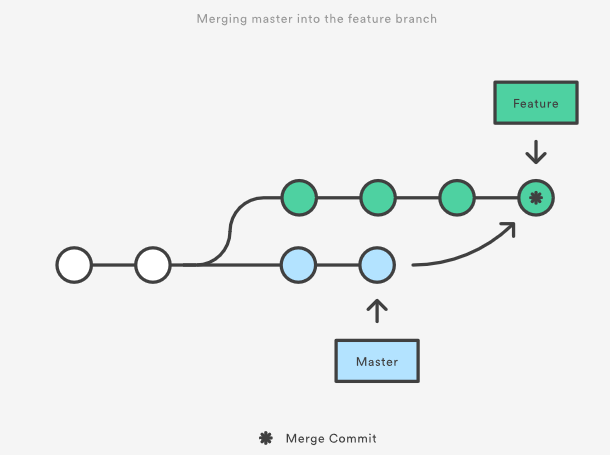 Merging master into the feature branch
Feature
Master
Merge Commit